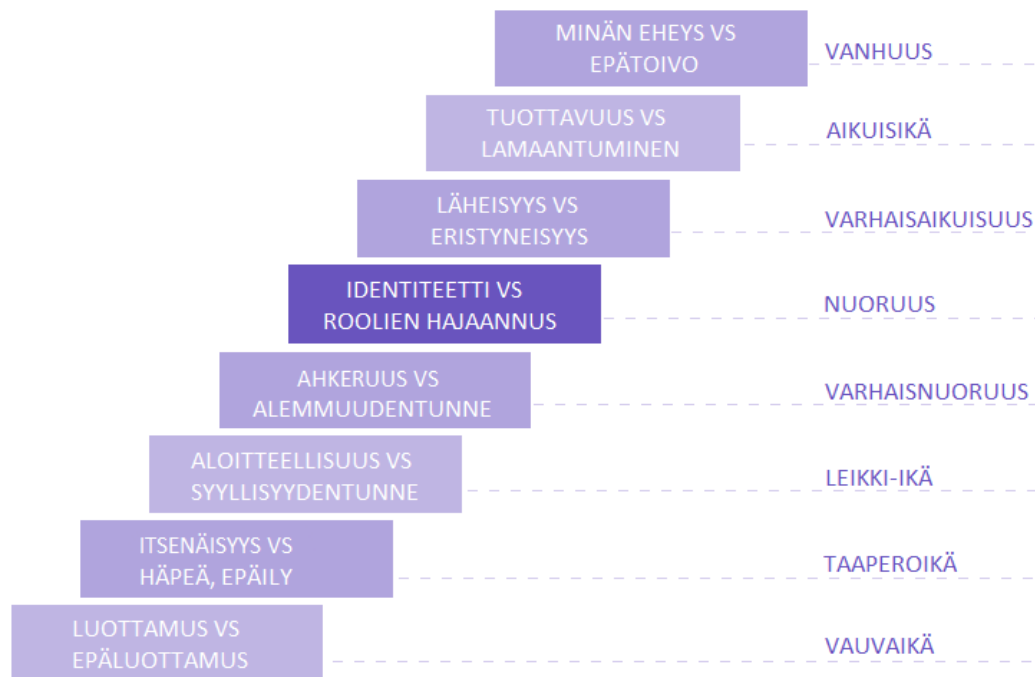 MINÄN EHEYS VS
EPÄTOIVO
VANHUUS
TUOTTAVUUS VS
LAMAANTUMINEN
AIKUISIKÄ
LÄHEISYYS VS
ERISTYNEISYYS
VARHAISAIKUISUUS
IDENTITEETTI VS
ROOLIEN HAJAANNUS
NUORUUS
AHKERUUS VS
ALEMMUUDENTUNNE
VARHAISNUORUUS
ALOITTEELLISUUS VS
SYYLLISYYDENTUNNE
LEIKKI-IKÄ
ITSENÄISYYS VS
HÄPEÄ, EPÄILY
TAAPEROIKÄ
LUOTTAMUS VS
EPÄLUOTTAMUS
VAUVAIKÄ